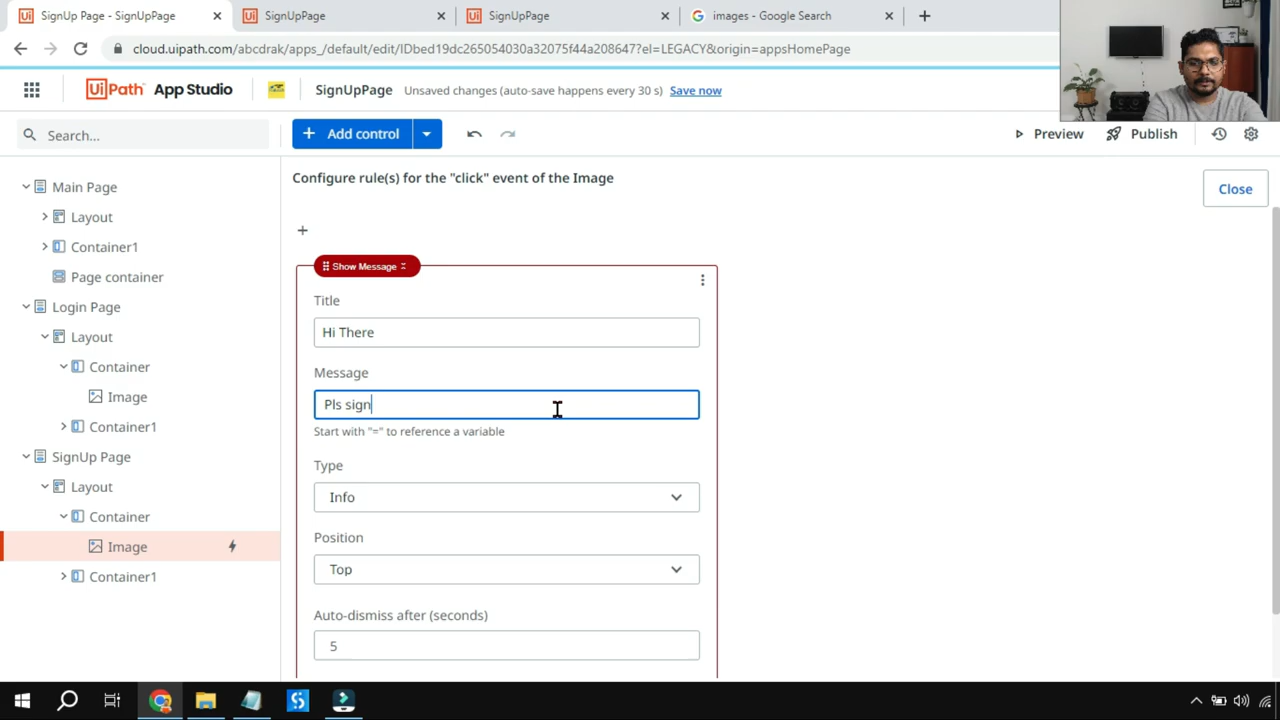 SignUp Page - SignUpPage
SignUpPage
SignUpPage
images - Google Search
cloud.uipath.com/abcdrak/apps_/default/edit/IDbed19dc265054030a32075f44a208647?el=LEGACY&origin=appsHomePage
UiPath App Studio
SignUpPage
Unsaved changes (auto-save happens every 30 s) Save now
Search...
+ Add control
Preview
Publish
Main Page
Layout
Container1
Page container
Login Page
Layout
Container
Image
Container1
SignUp Page
Layout
Container
Image
Container1
Configure rule(s) for the "click" event of the Image
Close
+
Show Message
Title
Hi There
Message
Pls sign
Start with "=" to reference a variable
Type
Info
Position
Top
Auto-dismiss after (seconds)
5